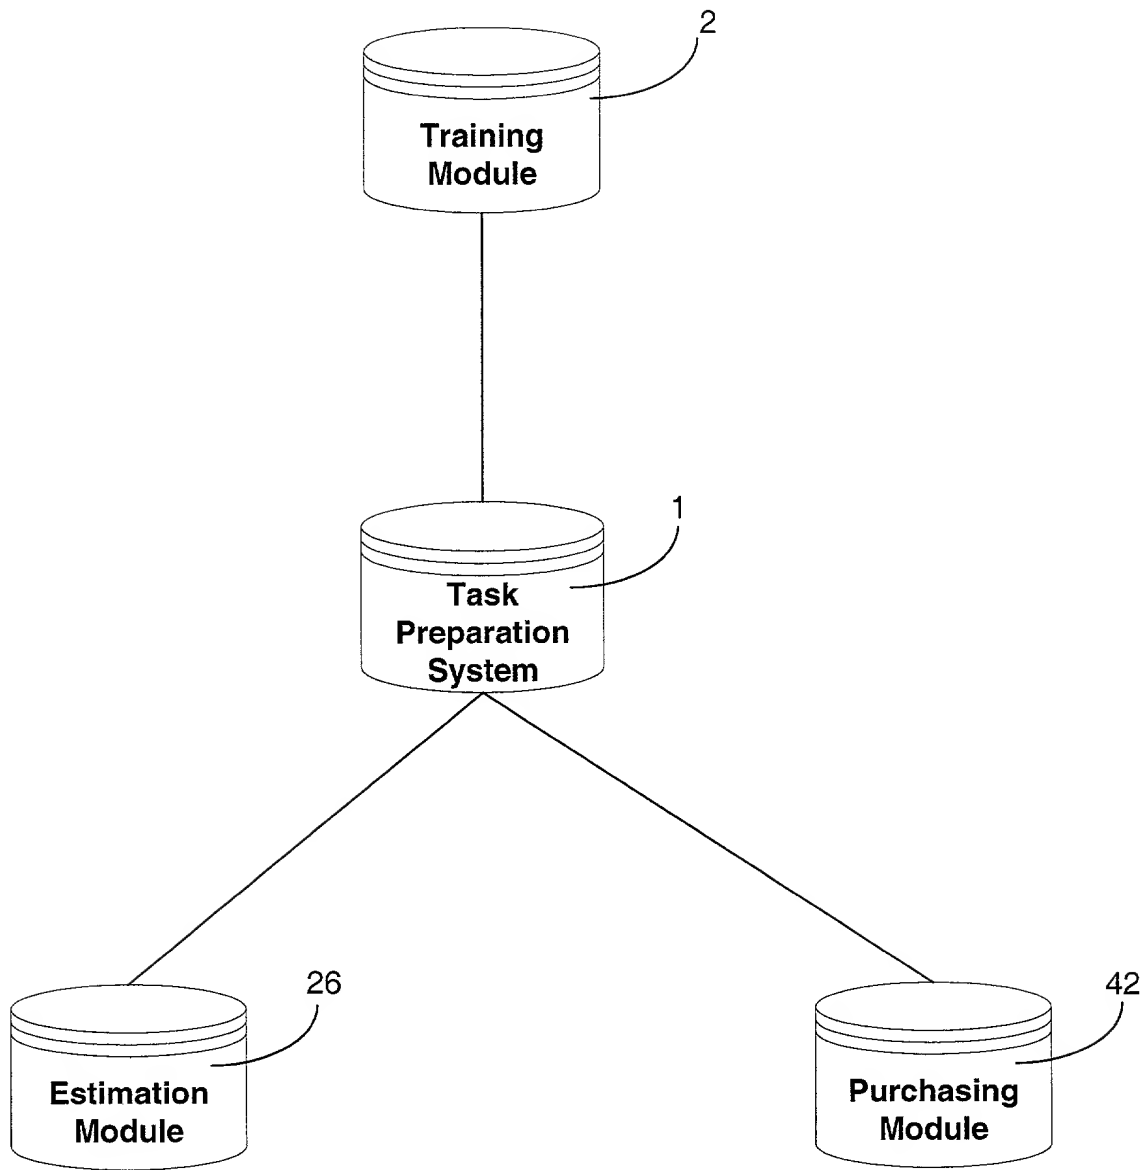 2
Training
Module
1
Task
Preparation
System
26
42
Estimation
Module
Purchasing
Module